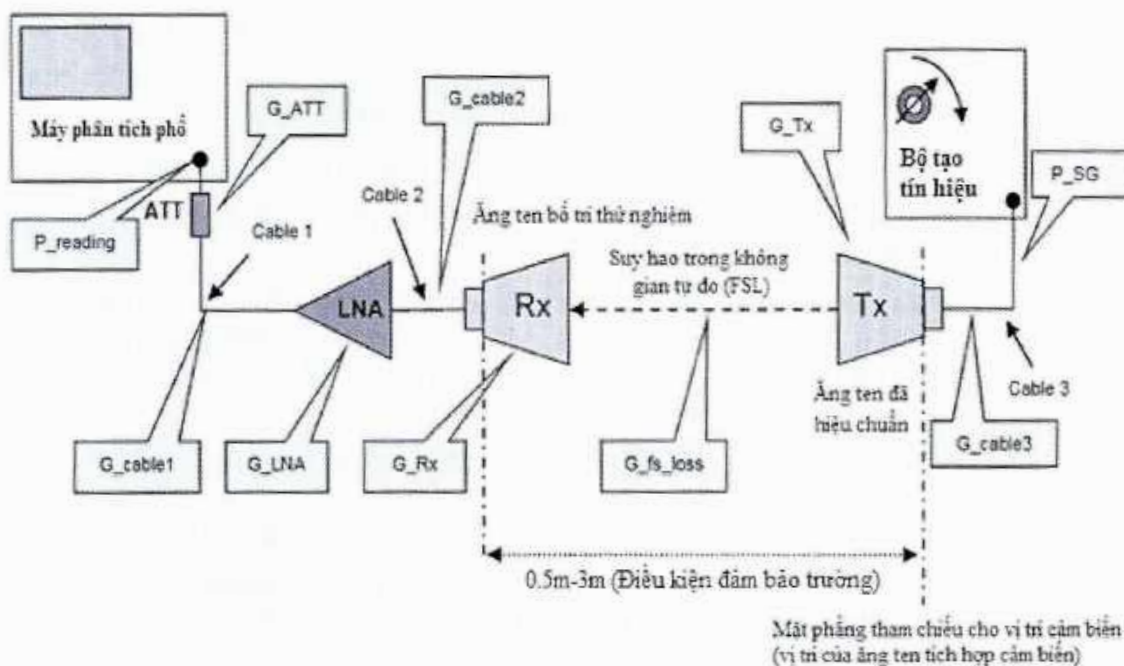 Máy phân tích phổ
G_ATT
G_cable2
G_Tx
Bộ tạo
tín hiệu
P_SG
ATT
P_reading
Cable 1
Cable 2
Ăng ten bố trí thử nghiệm
Suy hao trong không
gian tự do (FSL)
LNA
Rx
Tx
Cable 3
Ăng ten đã
hiệu chuẩn
G_cable1
G_LNA
G_Rx
G_fs_loss
G_cable3
0.5m-3m (Điều kiện đảm bảo trường)
Mặt phẳng tham chiếu cho vị trí cảm biến
(vị trí của ăng ten tích hợp cảm biến)